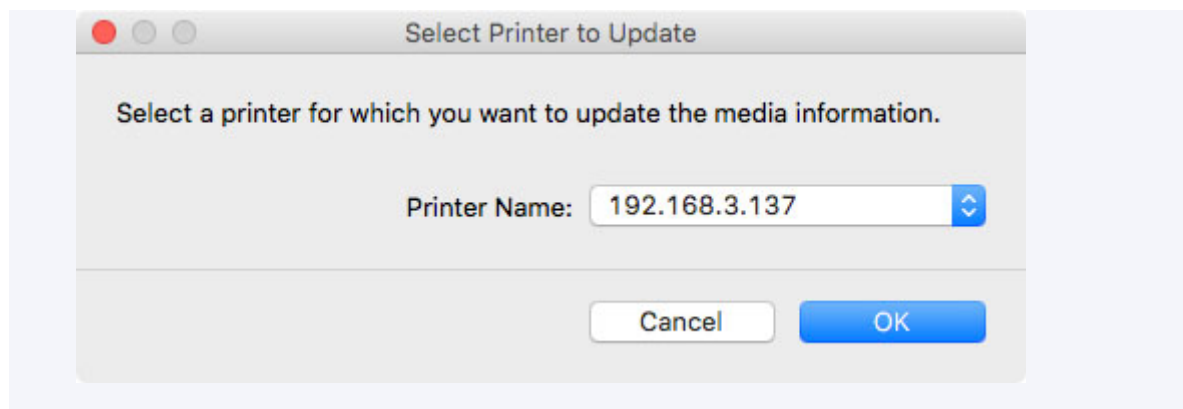 Select Printer to Update
Select a printer for which you want to update the media information.
Printer Name: 192.168.3.137
Cancel OK